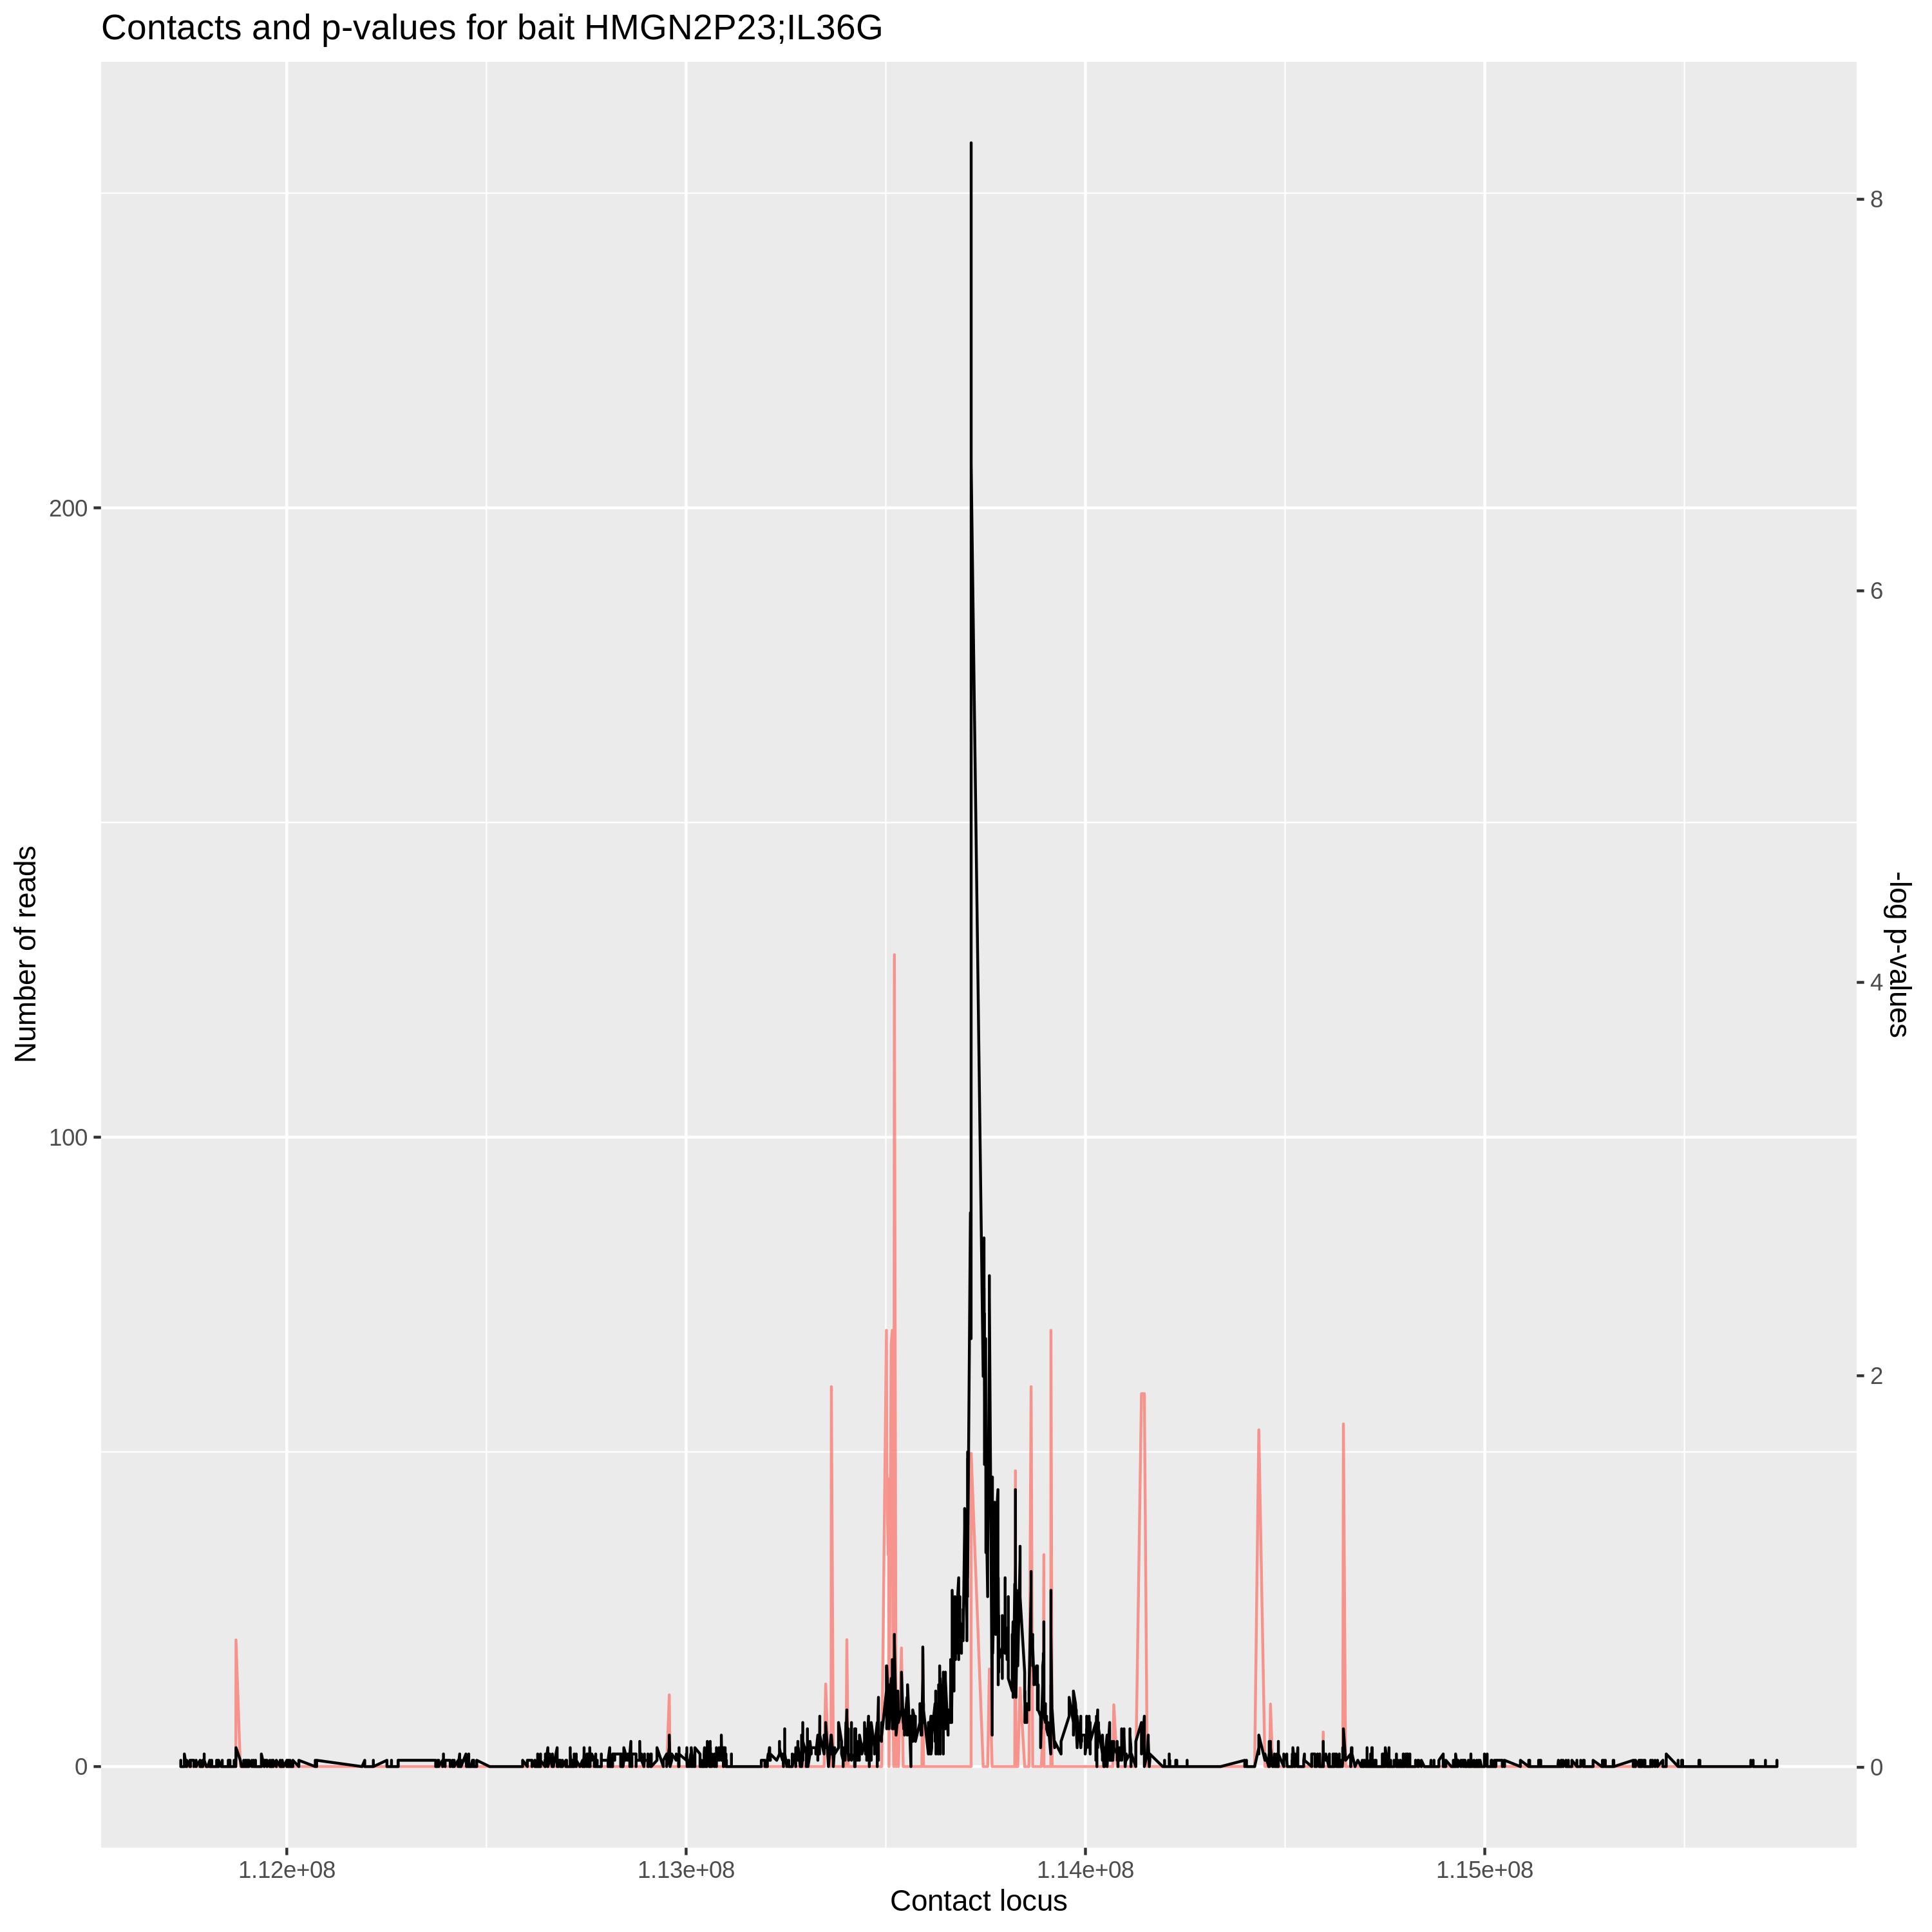 Contacts and p-values for bait HMGN2P23;IL36G
Number of reads
200
100
0
8
6
4
2
0
-log p-values
1.12e+08
1.13e+08
1.14e+08
1.15e+08
Contact locus